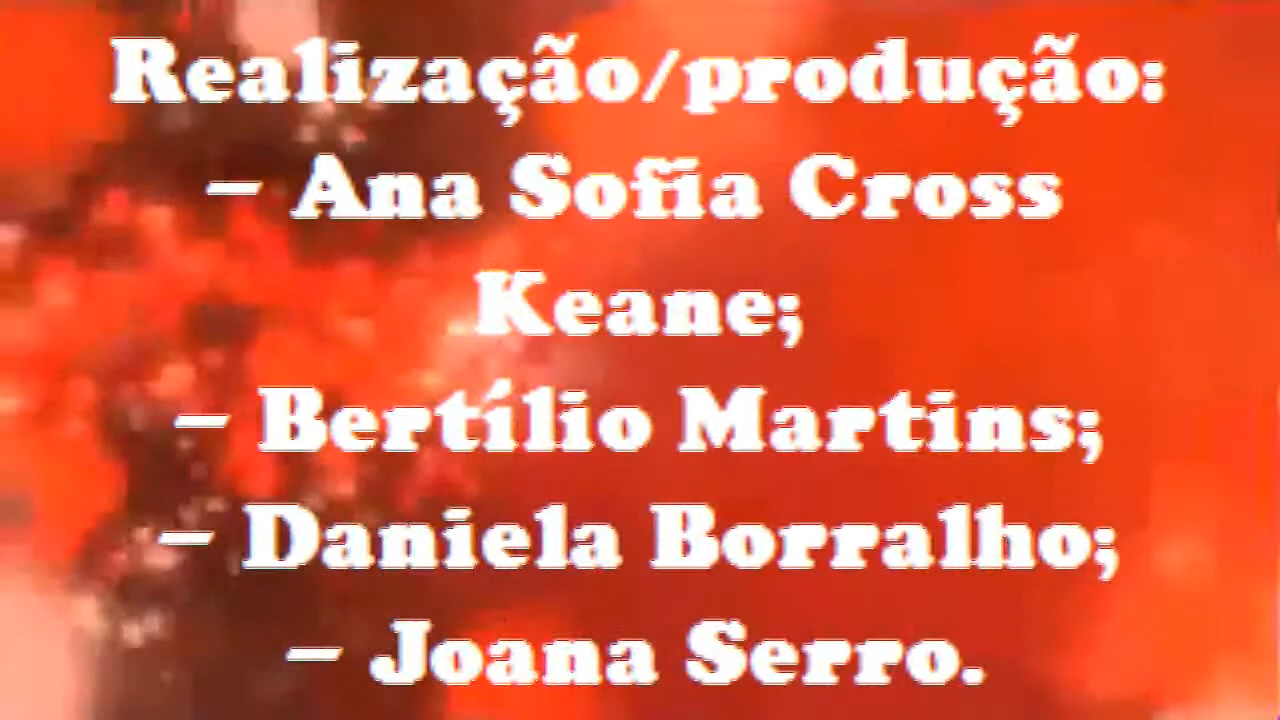 Realização/produção:
– Ana Sofia Cross
Keane;
– Bertílio Martins;
– Daniela Borralho;
– Joana Serro.